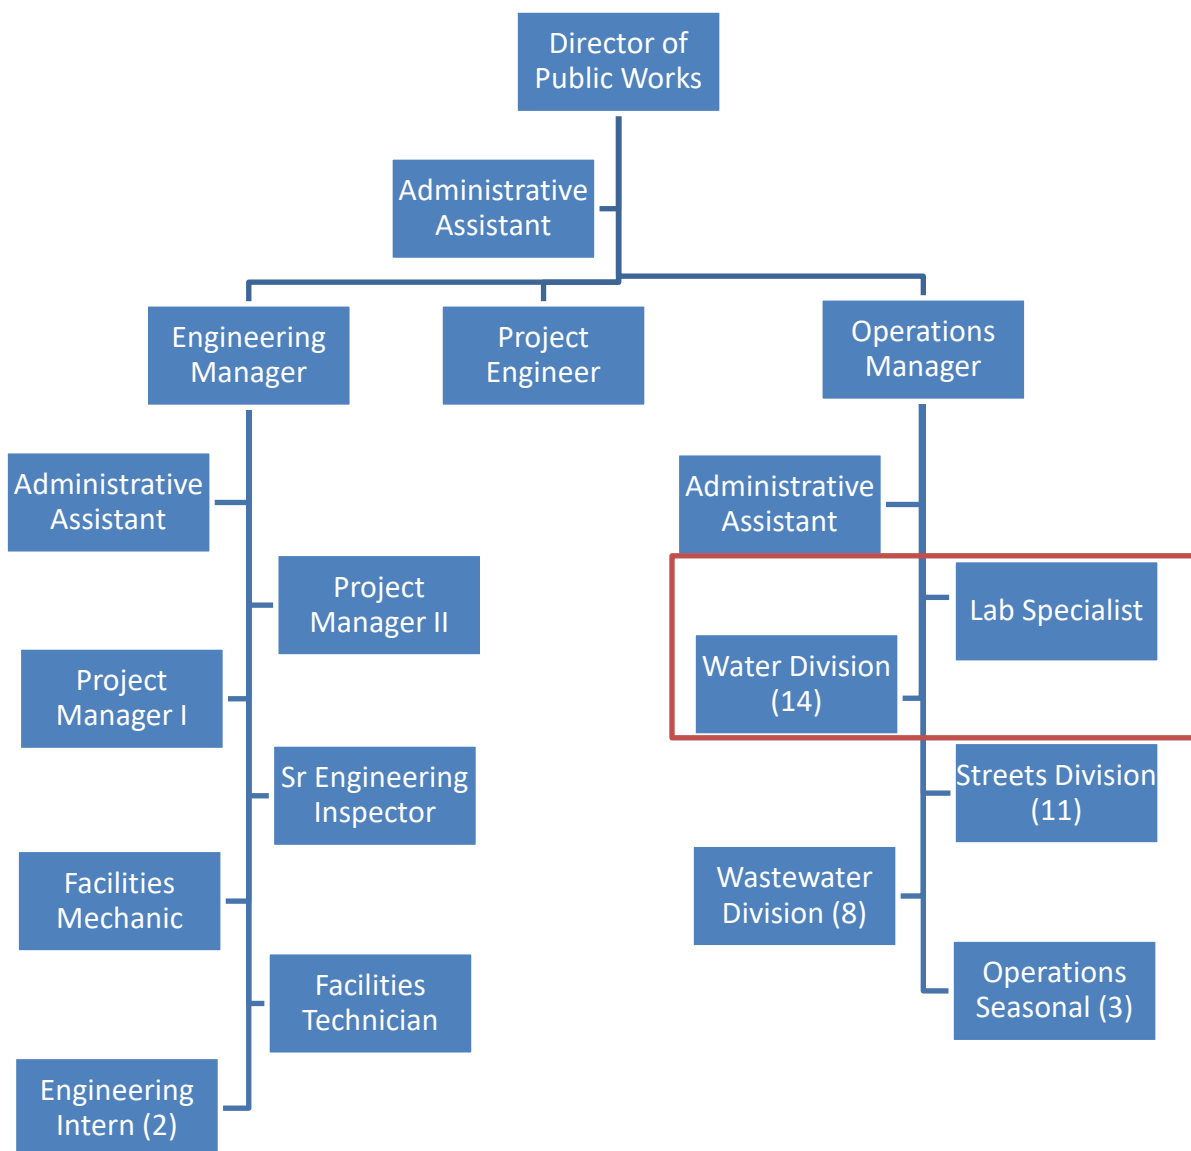 Director of
Public Works
Administrative
Assistant
Engineering
Manager
Project
Engineer
Operations
Manager
Administrative
Assistant
Administrative
Assistant
Project
Manager II
Lab Specialist
Project
Manager I
Water Division
(14)
Sr Engineering
Inspector
Streets Division
(11)
Facilities
Mechanic
Wastewater
Division (8)
Facilities
Technician
Operations
Seasonal (3)
Engineering
Intern (2)